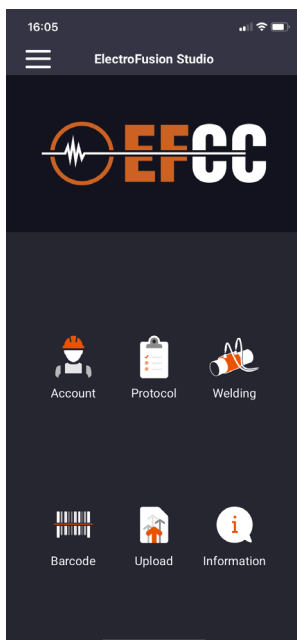 16:05
ElectroFusion Studio
EFCC
Account Protocol Welding
Barcode Upload Information